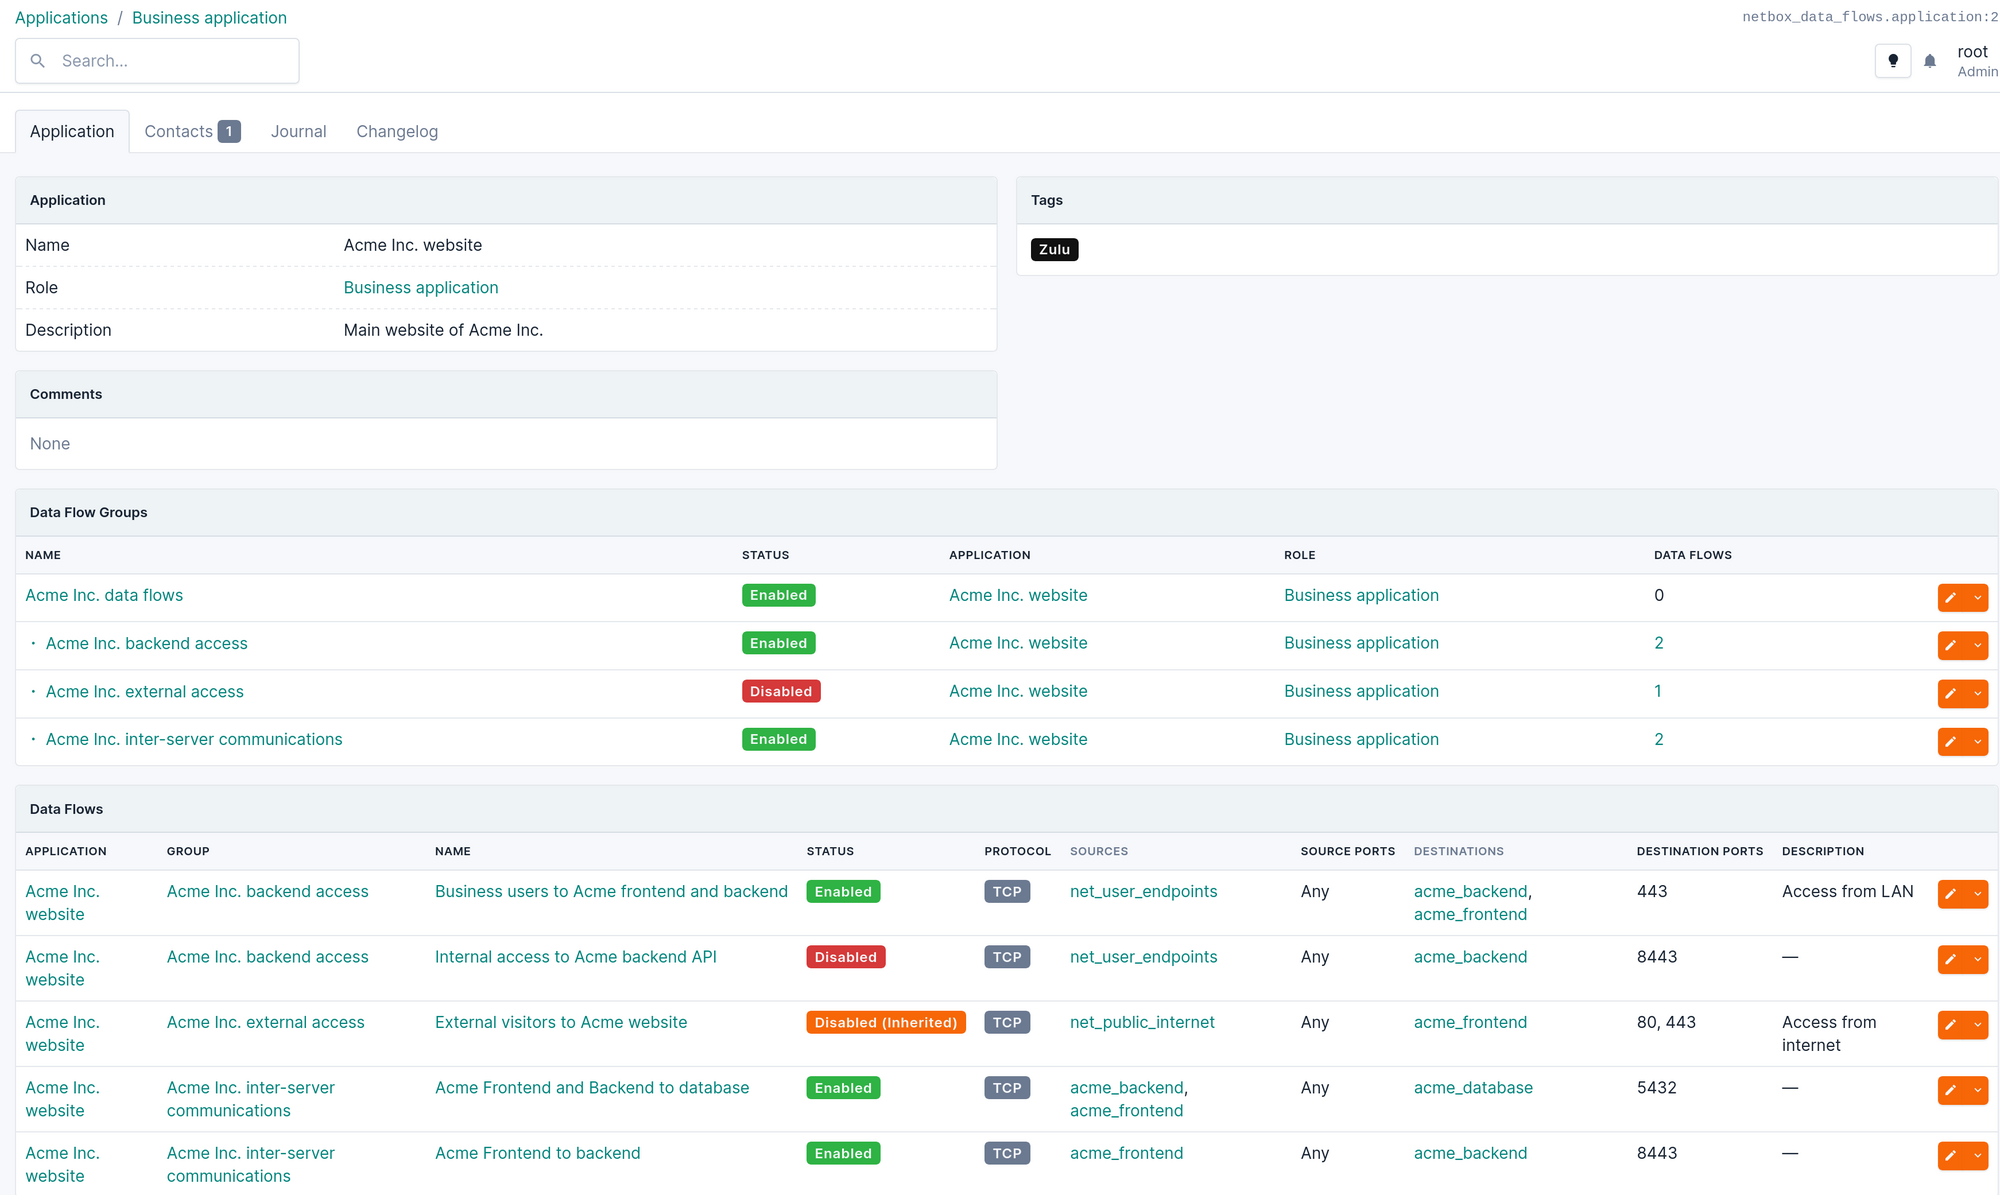 Applications / Business application
netbox_data_flows.application:2
Search...
root
Admin
Application Contacts 1 Journal Changelog
Application
Name Acme Inc. website
Role Business application
Description Main website of Acme Inc.
Tags
Zulu
Comments
None
Data Flow Groups
NAME STATUS APPLICATION ROLE DATA FLOWS
Acme Inc. data flows Enabled Acme Inc. website Business application 0
· Acme Inc. backend access Enabled Acme Inc. website Business application 2
· Acme Inc. external access Disabled Acme Inc. website Business application 1
· Acme Inc. inter-server communications Enabled Acme Inc. website Business application 2
Data Flows
APPLICATION GROUP NAME STATUS PROTOCOL SOURCES SOURCE PORTS DESTINATIONS DESTINATION PORTS DESCRIPTION
Acme Inc. Acme Inc. backend access Business users to Acme frontend and backend Enabled TCP net_user_endpoints Any acme_backend, 443 Access from LAN
website acme_frontend
Acme Inc. Acme Inc. backend access Internal access to Acme backend API Disabled TCP net_user_endpoints Any acme_backend 8443 —
website
Acme Inc. Acme Inc. external access External visitors to Acme website Disabled (Inherited) TCP net_public_internet Any acme_frontend 80, 443 Access from
website internet
Acme Inc. Acme Inc. inter-server Acme Frontend and Backend to database Enabled TCP acme_backend, Any acme_database 5432 —
website communications acme_frontend
Acme Inc. Acme Inc. inter-server Acme Frontend to backend Enabled TCP acme_frontend Any acme_backend 8443 —
website communications